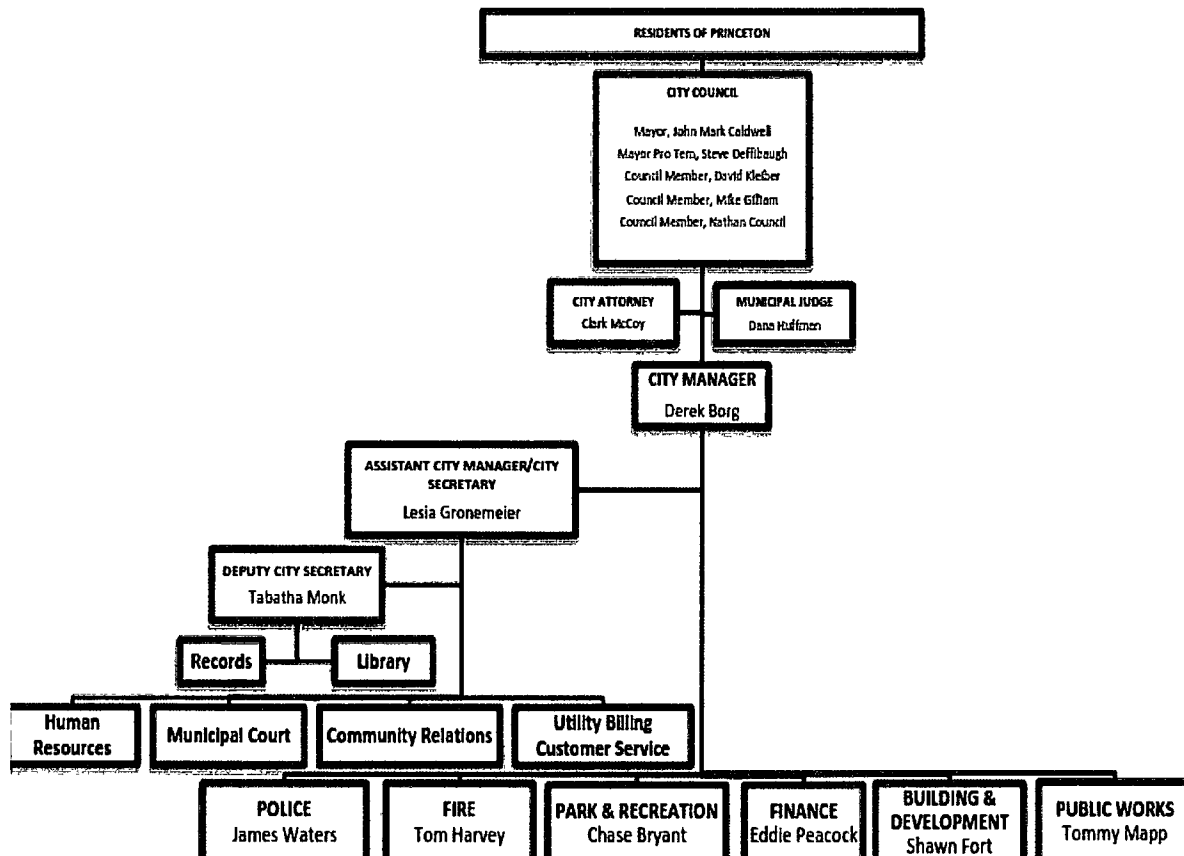 RESIDENTS OF PRINCETON
CITY COUNCIL
Mayor, John Mark Caldwell
Mayor Pro Tem, Steve Deffibaugh
Council Member, David Kleiber
Council Member, Mike Gilliam
Council Member, Nathan Council
CITY ATTORNEY
Clark McCoy
MUNICIPAL JUDGE
Dana Huffman
CITY MANAGER
Derek Borg
ASSISTANT CITY MANAGER/CITY
SECRETARY
Lesia Gronemeier
DEPUTY CITY SECRETARY
Tabatha Monk
Records
Library
Human
Resources
Municipal Court
Community Relations
Utility Billing
Customer Service
POLICE
James Waters
FIRE
Tom Harvey
PARK & RECREATION
Chase Bryant
FINANCE
Eddie Peacock
BUILDING &
DEVELOPMENT
Shawn Fort
PUBLIC WORKS
Tommy Mapp